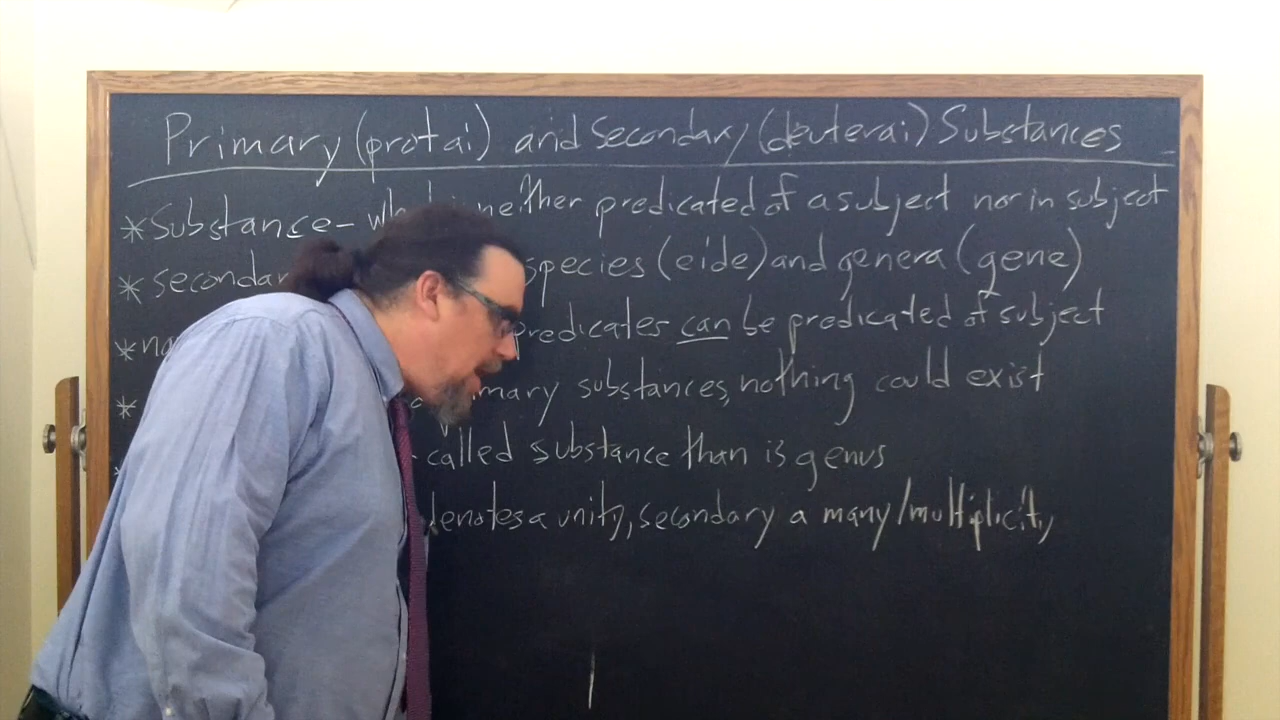 Primary (protai) and Secondary (deuterai) Substances
* Substance - neither predicated of a subject nor in subject
* species (eide) and genera (gene)
* predicates can be predicated of subject
* substances, nothing could exist
called substance than is genus
denotes a unity, secondary a many/multiplicity